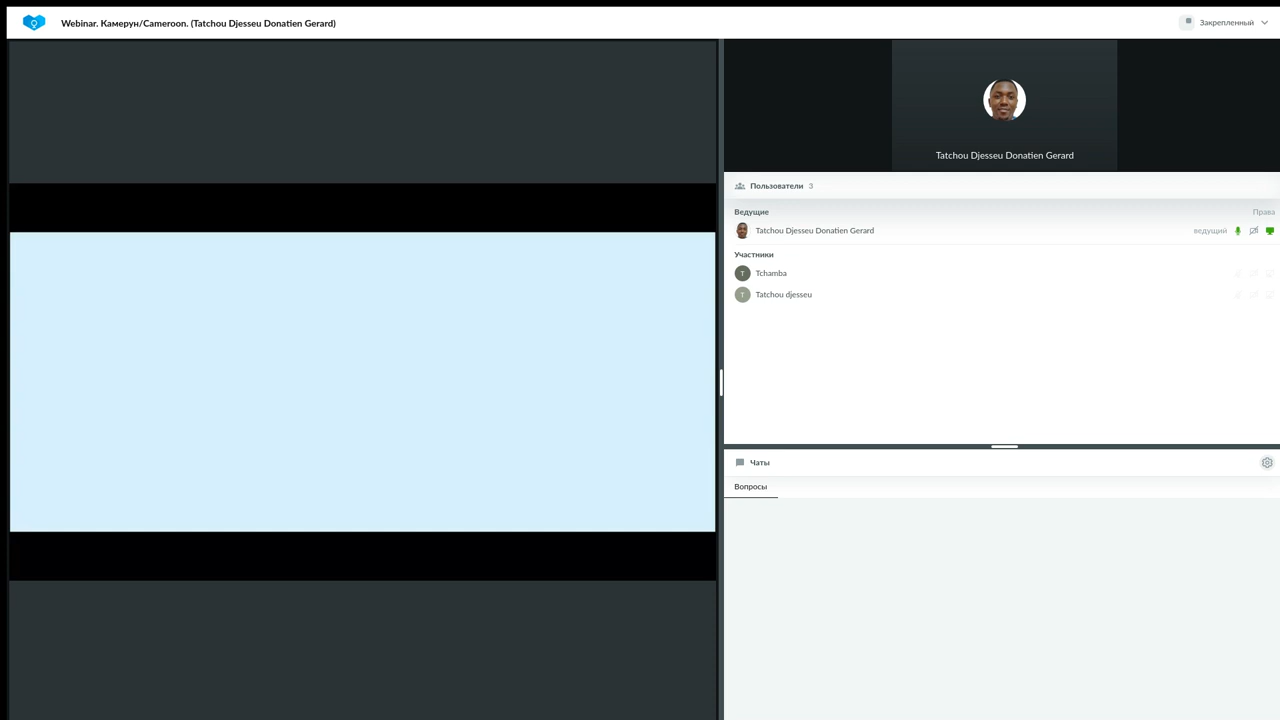 Webinar. Камерун/Cameroon. (Tatchou Djesseu Donatien Gerard)
Закрепленный
Tatchou Djesseu Donatien Gerard
Пользователи 3
Ведущие Права
Tatchou Djesseu Donatien Gerard ведущий
Участники
T Tchamba
T Tatchou djesseu
Чаты
Вопросы